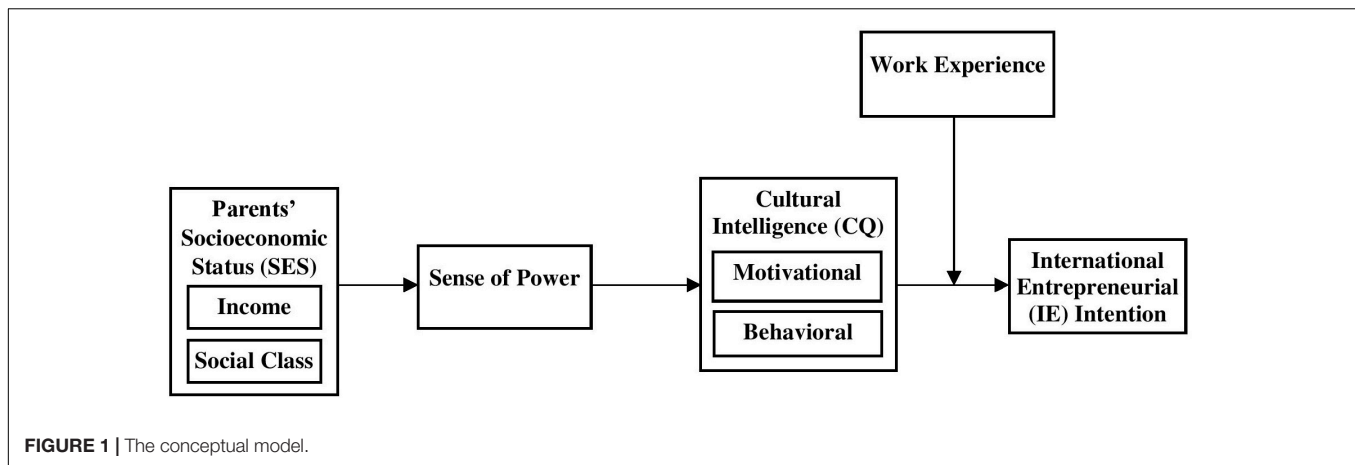 Work Experience
Parents'
Socioeconomic
Status (SES)
Income
Social Class
Sense of Power
Cultural
Intelligence (CQ)
Motivational
Behavioral
International
Entrepreneurial
(IE) Intention
FIGURE 1 | The conceptual model.